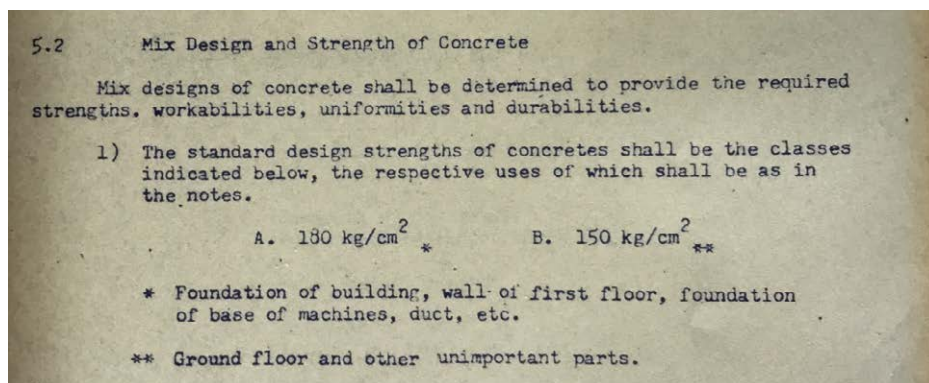 5.2 Mix Design and Strength of Concrete
Mix designs of concrete shall be determined to provide the required
strengths. workabilities, uniformities and durabilities.
1) The standard design strengths of concretes shall be the classes
indicated below, the respective uses of which shall be as in
the notes.
A. 180 kg/cm² * B. 150 kg/cm² **
* Foundation of building, wall of first floor, foundation
of base of machines, duct, etc.
** Ground floor and other unimportant parts.